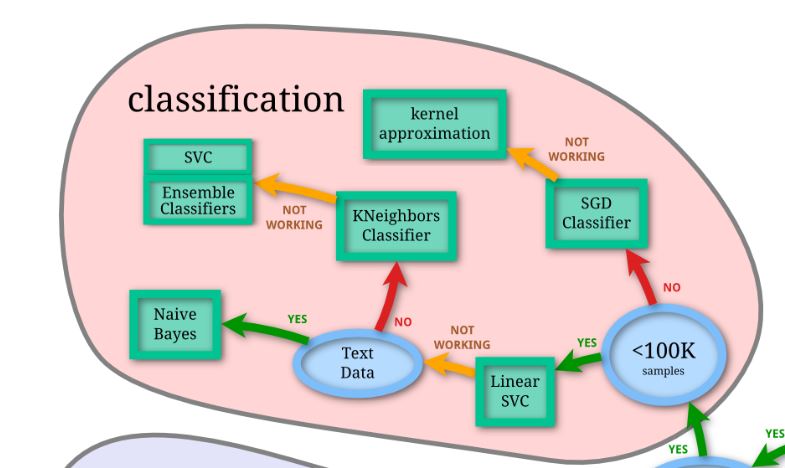 classification
kernel
approximation
NOT
WORKING
SVC
Ensemble
Classifiers
NOT
WORKING
KNeighbors
Classifier
SGD
Classifier
NO
Naive
Bayes
YES
NO
Text
Data
NOT
WORKING
Linear
SVC
YES
<100K
samples
YES
YES